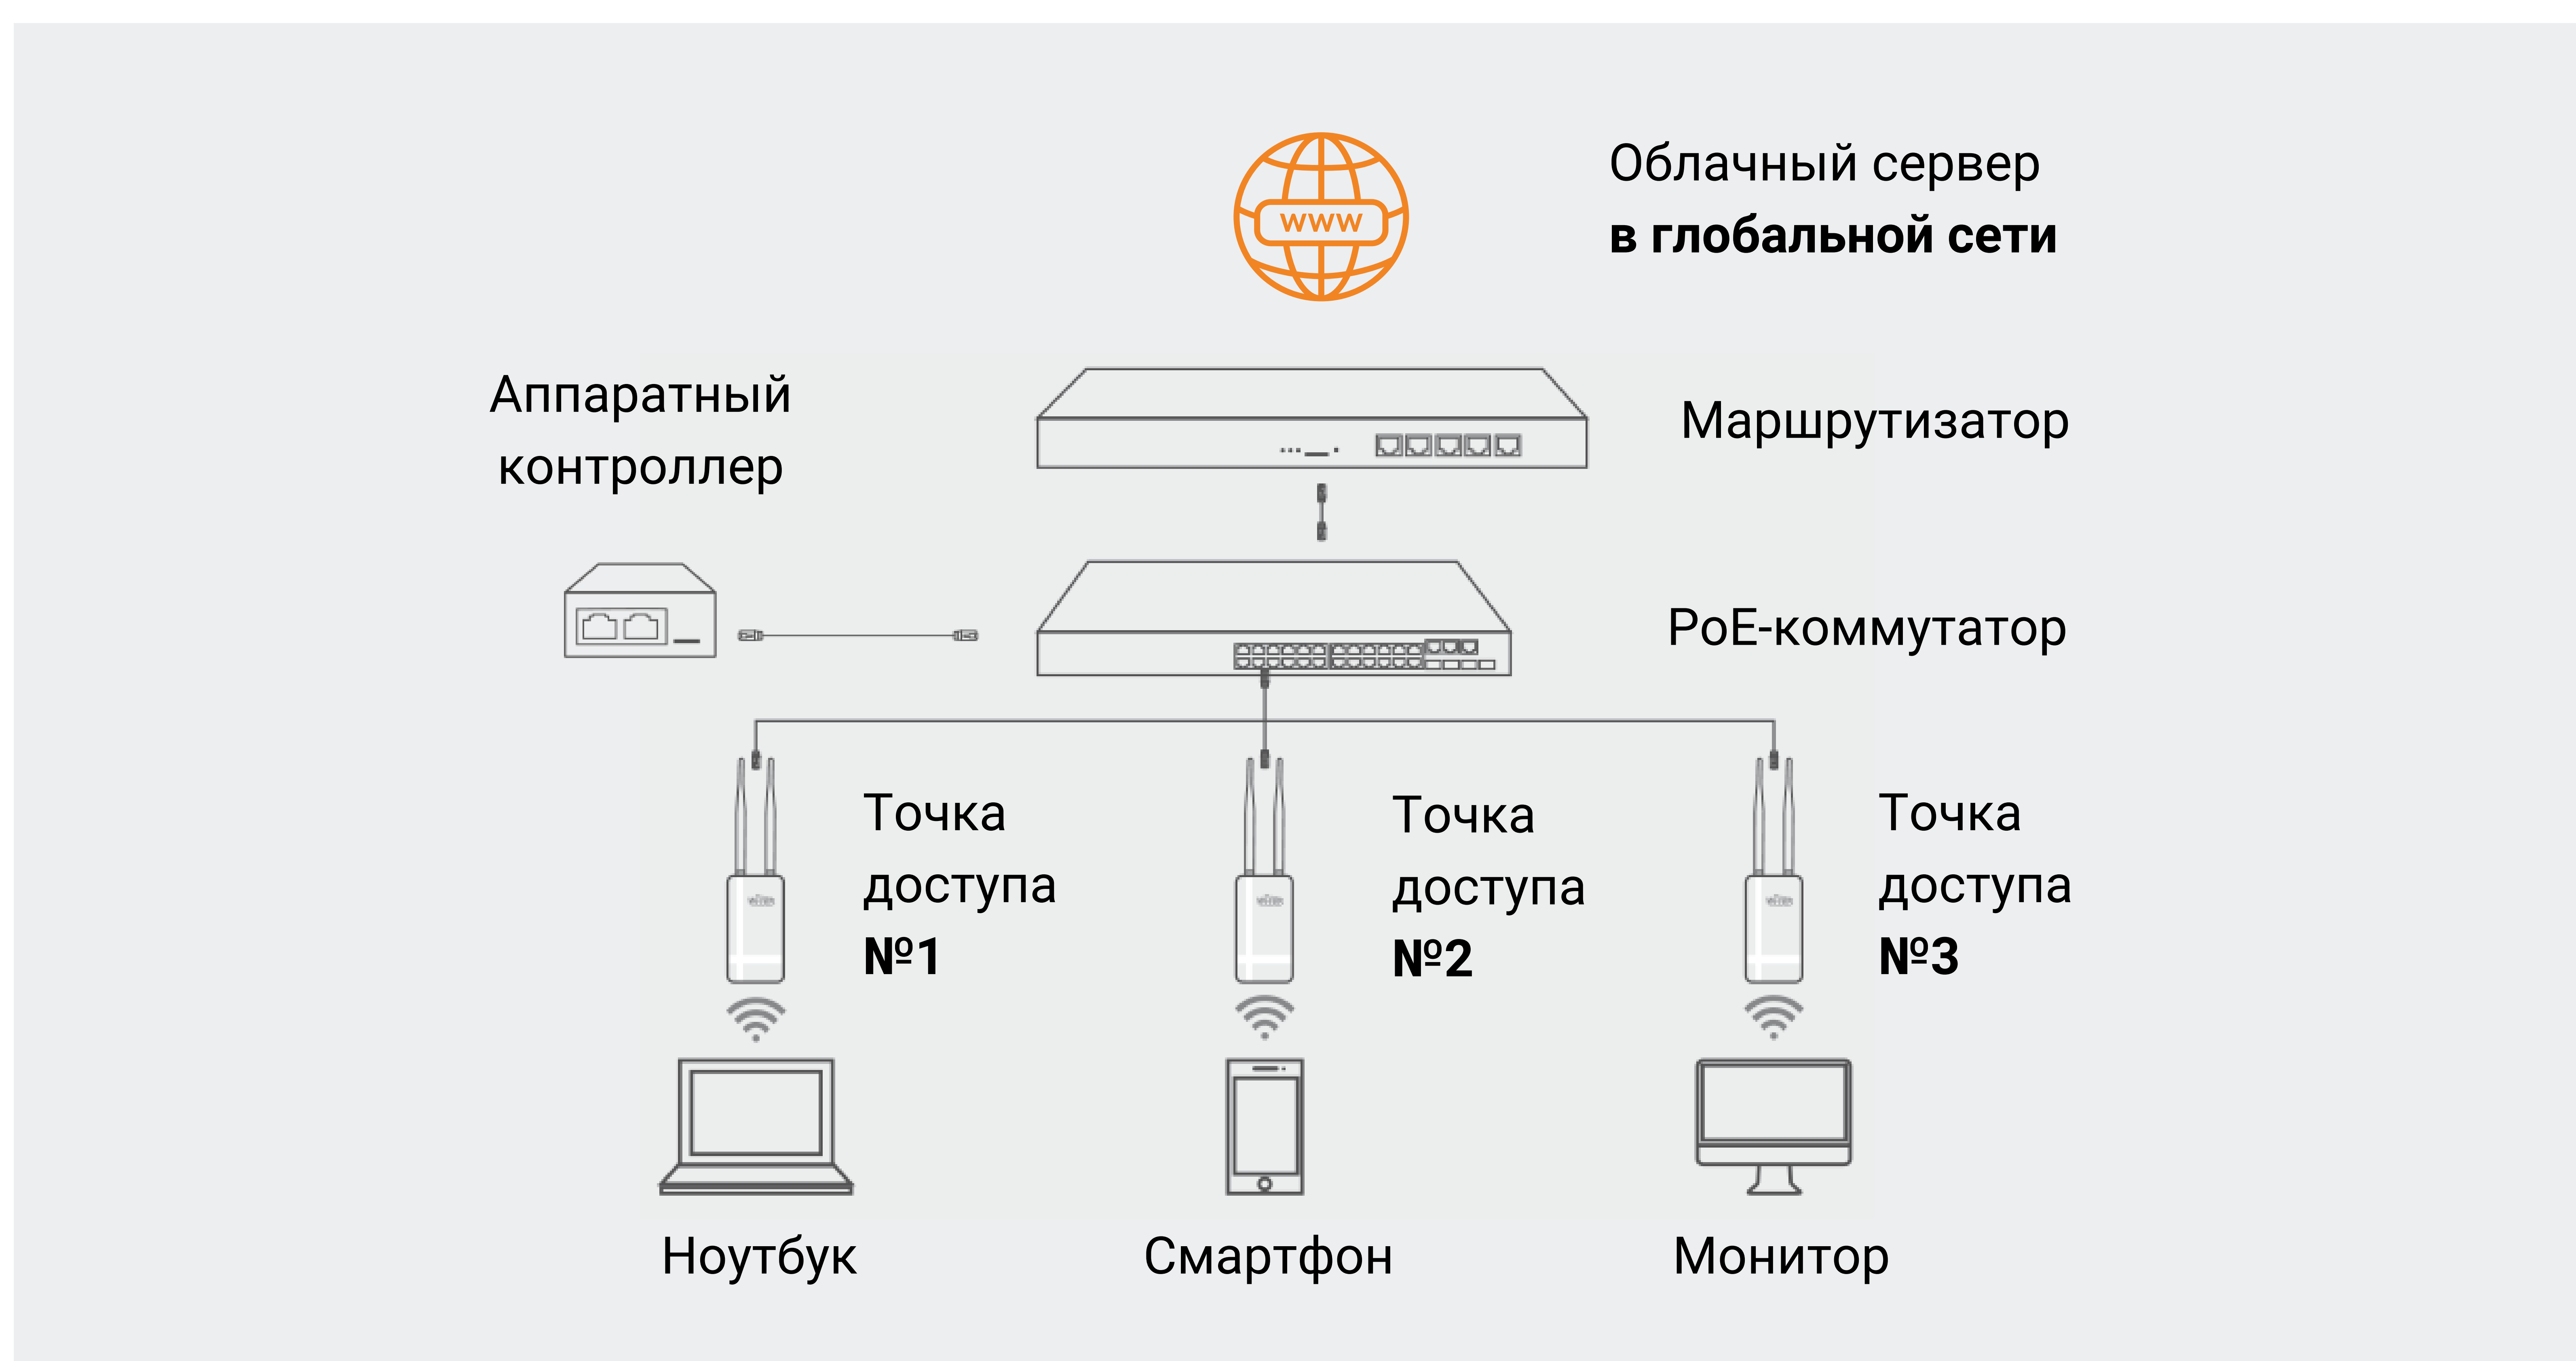 www
Облачный сервер
в глобальной сети
Аппаратный
контроллер
Маршрутизатор
PoE-коммутатор
Точка
доступа
№1
Точка
доступа
№2
Точка
доступа
№3
Ноутбук
Смартфон
Монитор